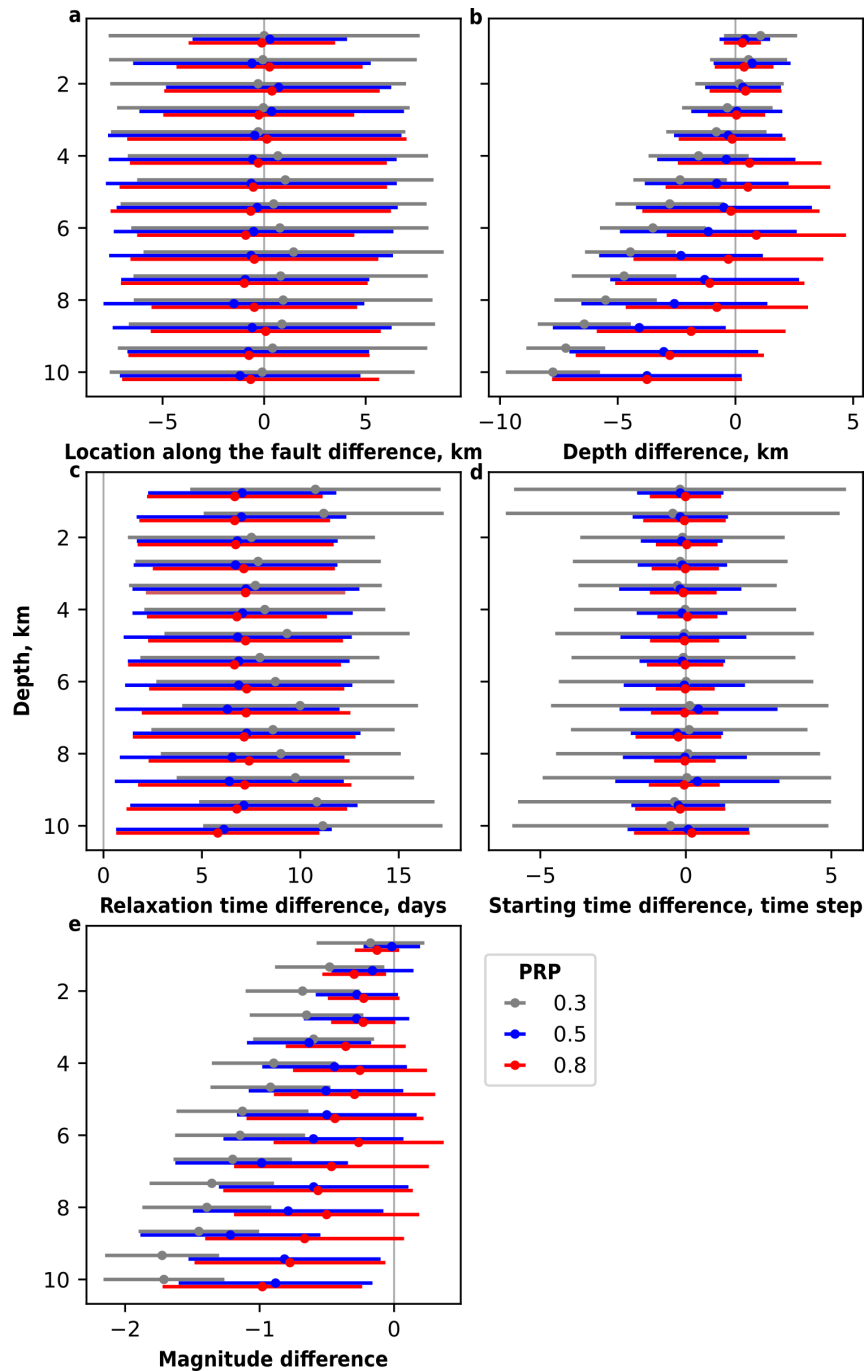 a
b
2
4
6
8
10
−5
0
5
−10
−5
0
5
Location along the fault difference, km
Depth difference, km
c
d
2
4
6
8
10
Depth, km
0
5
10
15
−5
0
5
Relaxation time difference, days
Starting time difference, time step
e
2
4
6
8
10
−2
−1
0
Magnitude difference
PRP
0.3
0.5
0.8